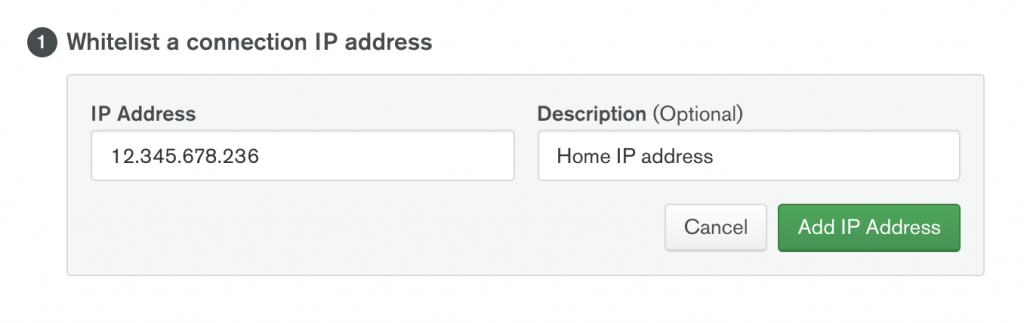 1 Whitelist a connection IP address
IP Address
Description (Optional)
12.345.678.236
Home IP address
Cancel
Add IP Address